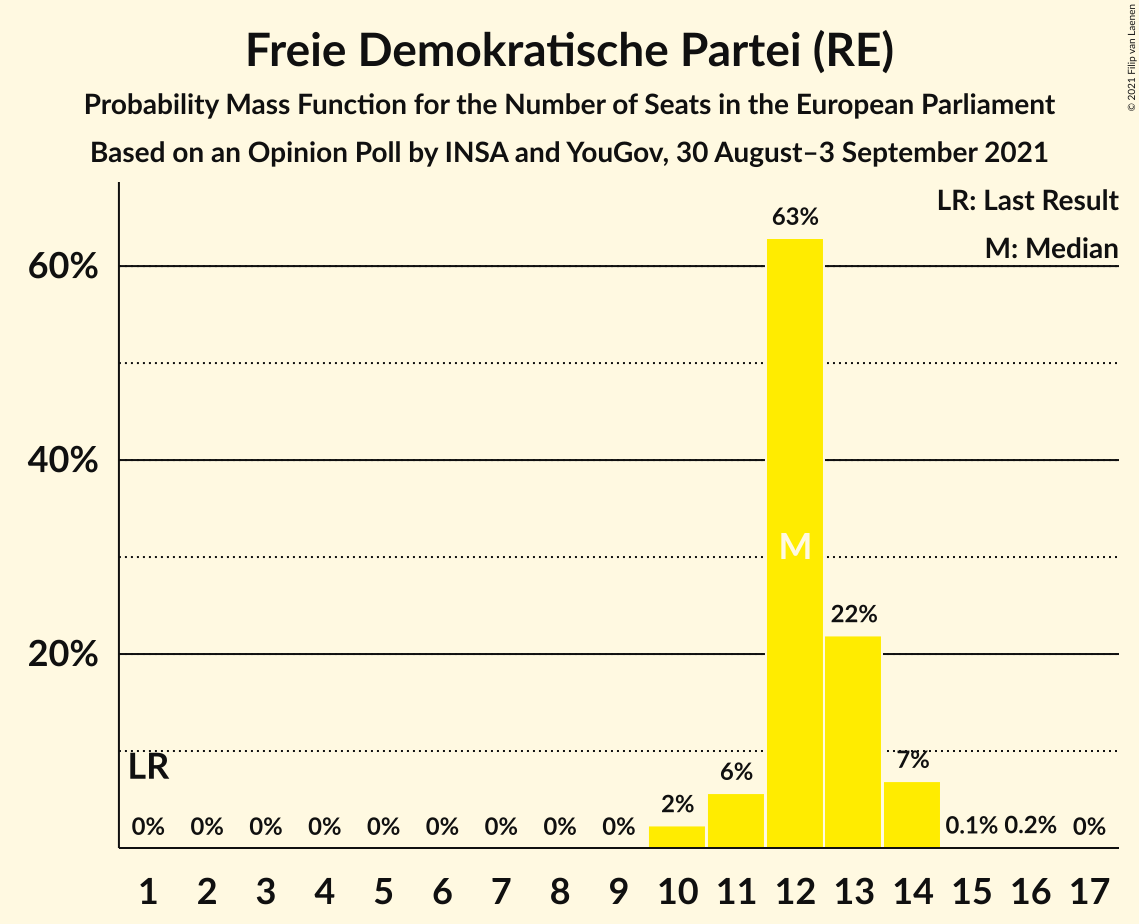 Freie Demokratische Partei (RE)
Probability Mass Function for the Number of Seats in the European Parliament
Based on an Opinion Poll by INSA and YouGov, 30 August–3 September 2021
© 2021 Filip van Laenen
LR: Last Result
M: Median
63%
60%
40%
M
22%
20%
LR
7%
6%
2%
0% 0% 0% 0% 0% 0% 0% 0% 0% 0.1% 0.2% 0%
1 2 3 4 5 6 7 8 9 10 11 12 13 14 15 16 17